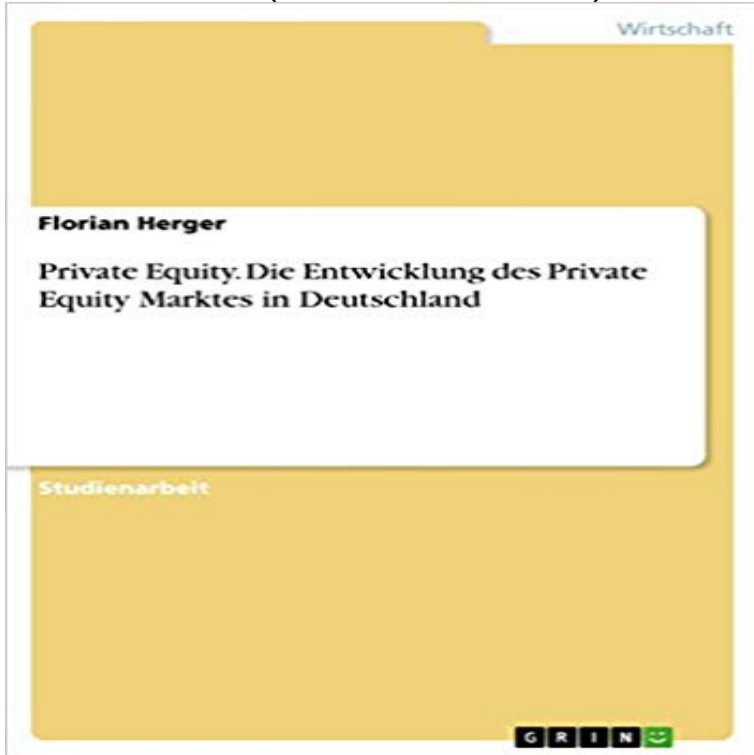 Wirtschaft
Florian Herger
Private Equity. Die Entwicklung des Private
Equity Marktes in Deutschland
Studienarbeit
GRIN